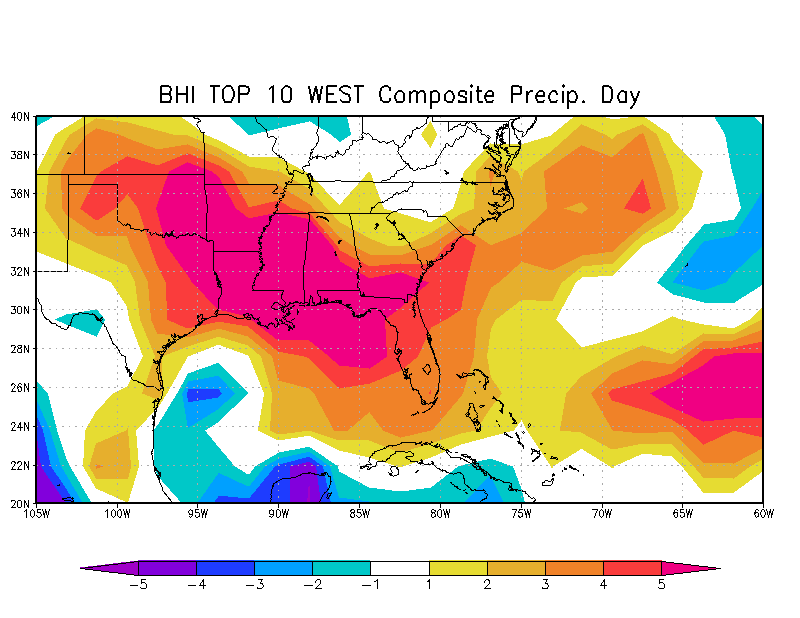 BHI TOP 10 WEST Composite Precip. Day
40N
38N
36N
34N
32N
30N
28N
26N
24N
22N
20N
105W 100W 95W 90W 85W 80W 75W 70W 65W 60W
-5 -4 -3 -2 -1 1 2 3 4 5